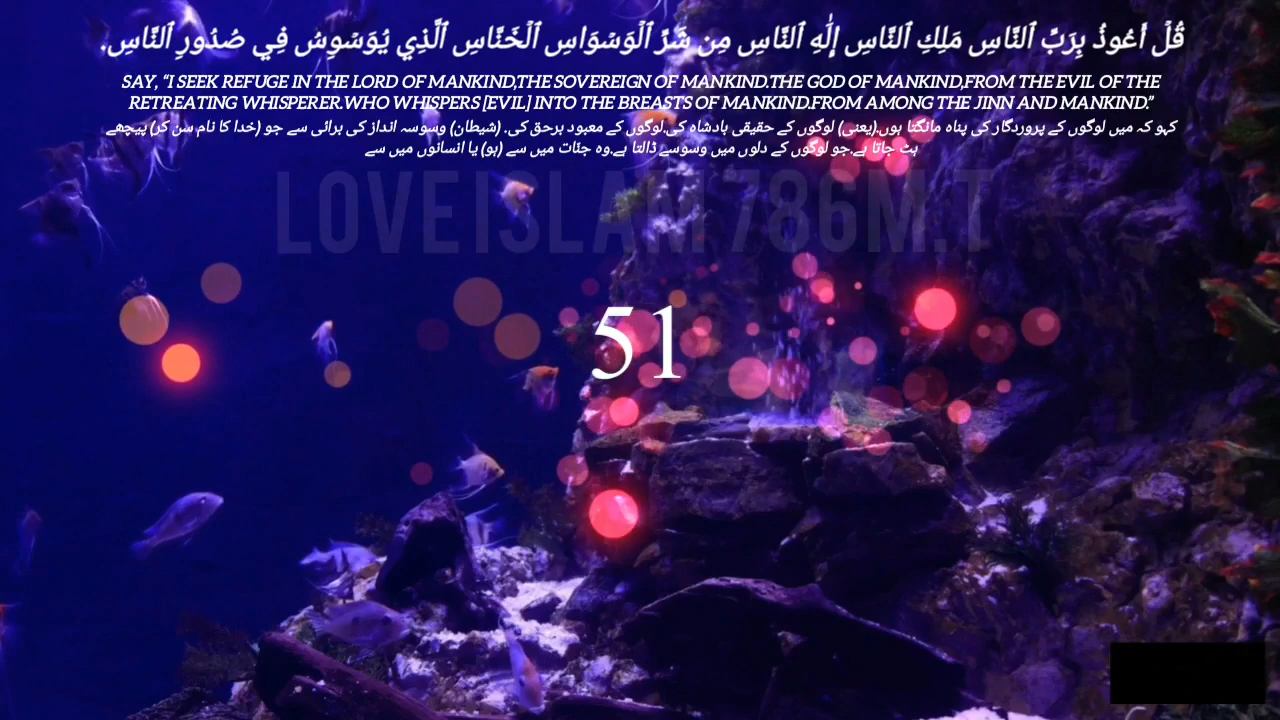 قُلْ أَعُوذُ بِرَبِّ ٱلنَّاسِ مَلِكِ ٱلنَّاسِ إِلَٰهِ ٱلنَّاسِ مِن شَرِّ ٱلْوَسْوَاسِ ٱلْخَنَّاسِ ٱلَّذِي يُوَسْوِسُ فِي صُدُورِ ٱلنَّاسِ.
SAY, “I SEEK REFUGE IN THE LORD OF MANKIND,THE SOVEREIGN OF MANKIND.THE GOD OF MANKIND,FROM THE EVIL OF THE
RETREATING WHISPERER.WHO WHISPERS [EVIL] INTO THE BREASTS OF MANKIND.FROM AMONG THE JINN AND MANKIND.”
کہو کہ میں لوگوں کے پروردگار کی پناہ مانگتا ہوں.(یعنی) لوگوں کے حقیقی بادشاہ کی.لوگوں کے معبود برحق کی. (شیطان) وسوسہ انداز کی برائی سے جو (خدا کا نام سن کر) پیچھے
ہٹ جاتا ہے.جو لوگوں کے دلوں میں وسوسے ڈالتا ہے.وہ جنّات میں سے (ہو) یا انسانوں میں سے
LOVE ISLAM 786M.T
51